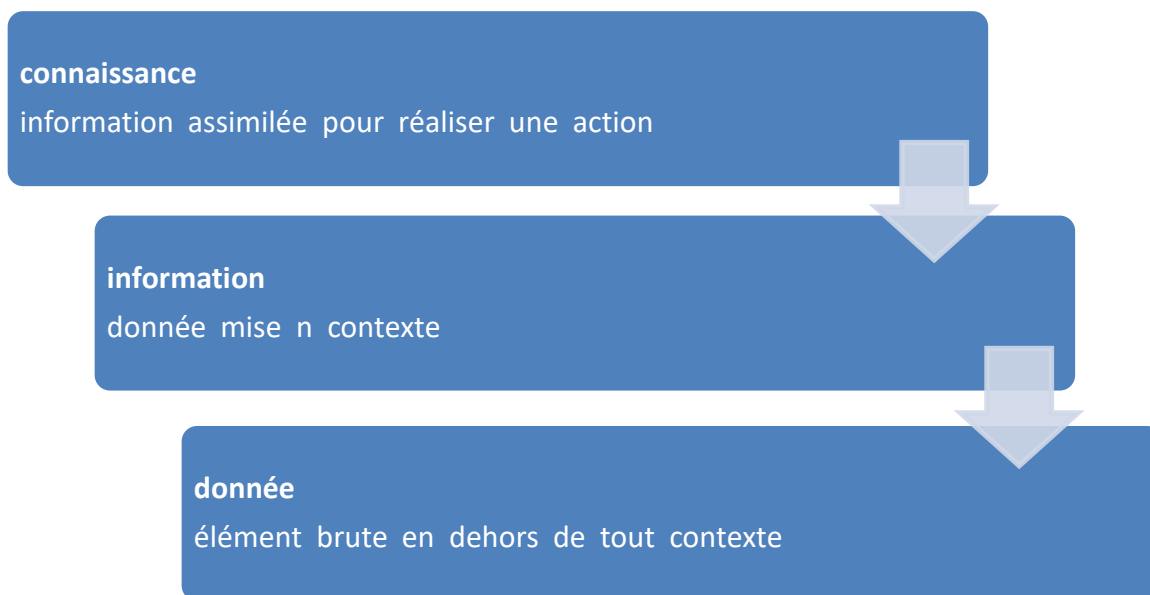 connaissance
information assimilée pour réaliser une action
information
donnée mise n contexte
donnée
élément brute en dehors de tout contexte